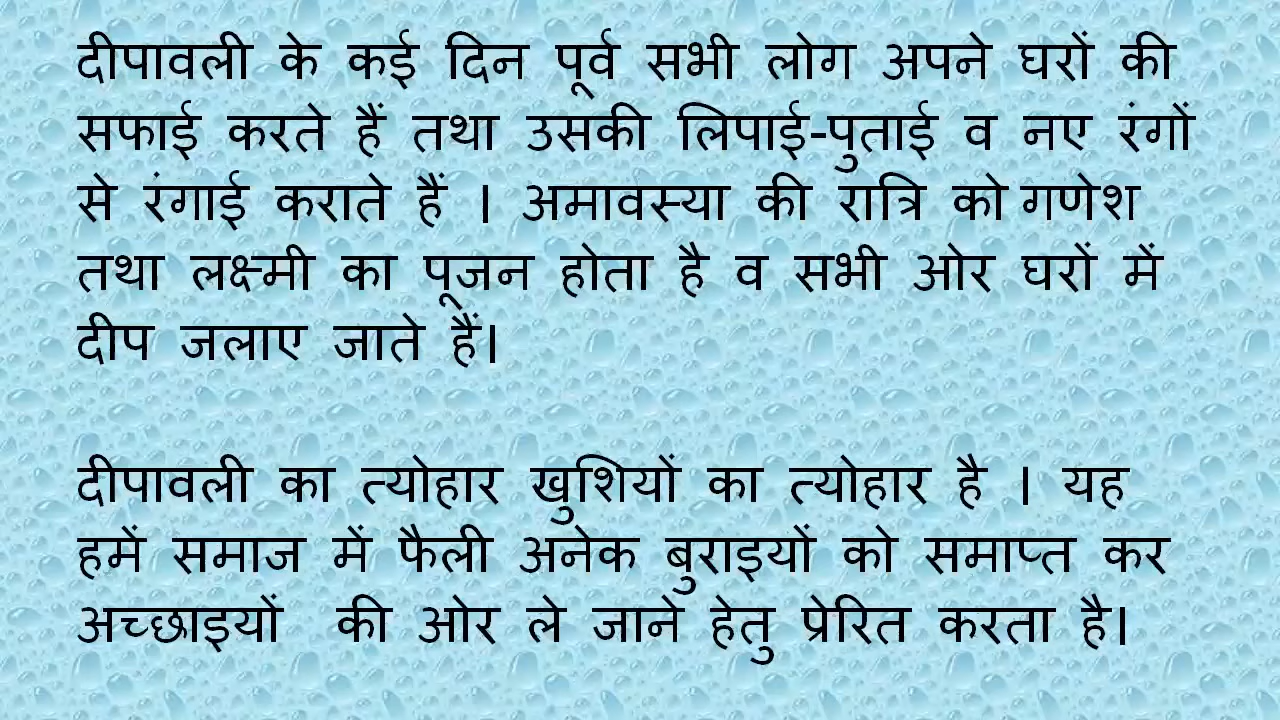 दीपावली के कई दिन पूर्व सभी लोग अपने घरों की
सफाई करते हैं तथा उसकी लिपाई-पुताई व नए रंगों
से रंगाई कराते हैं । अमावस्या की रात्रि को गणेश
तथा लक्ष्मी का पूजन होता है व सभी ओर घरों में
दीप जलाए जाते हैं।
दीपावली का त्योहार खुशियों का त्योहार है । यह
हमें समाज में फैली अनेक बुराइयों को समाप्त कर
अच्छाइयों की ओर ले जाने हेतु प्रेरित करता है।